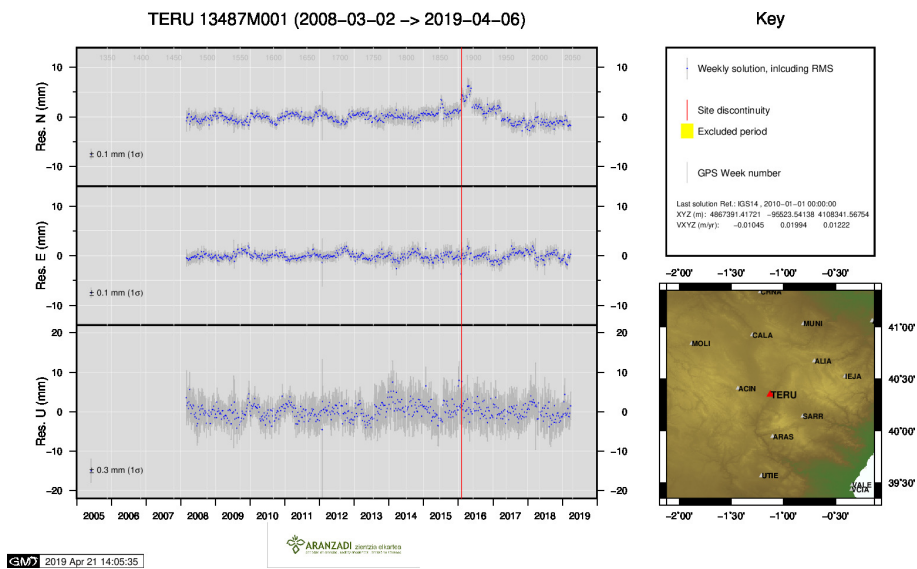 TERU 13487M001 (2008−03−02 −> 2019−04−06)
Key
1350 1400 1450 1500 1550 1600 1650 1700 1750 1800 1850 1900 1950 2000 2050
Res. N (mm)
10 0 −10
10 0 −10
± 0.1 mm (1σ)
Res. E (mm)
10 0 −10
10 0 −10
± 0.1 mm (1σ)
Res. U (mm)
20 10 0 −10 −20
20 10 0 −10 −20
± 0.3 mm (1σ)
2005 2006 2007 2008 2009 2010 2011 2012 2013 2014 2015 2016 2017 2018 2019
Weekly solution, inlcuding RMS
Site discontinuity
Excluded period
GPS Week number
Last solution Ref.: IGS14 , 2010−01−01 00:00:00
XYZ (m): 4867391.41721 −95523.54138 4108341.56754
VXYZ (m/yr): −0.01045 0.01994 0.01222
−2˚00' −1˚30' −1˚00' −0˚30'
MUNI
CALA
MOLI
ALIA
IEJA
ACIN
TERU
SARR
ARAS
UTIE
VALE
VCIA
41˚00'
40˚30'
40˚00'
39˚30'
−2˚00' −1˚30' −1˚00' −0˚30'
ARANZADI zientzia elkartea
GMT 2019 Apr 21 14:05:35